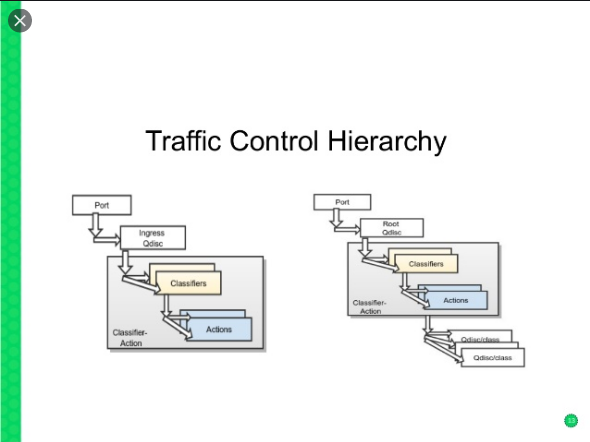 Traffic Control Hierarchy
Port
Ingress
Qdisc
Classifiers
Actions
Classifier-
Action
Port
Root
Qdisc
Classifiers
Actions
Classifier-
Action
Qdisc/class
Qdisc/class
13